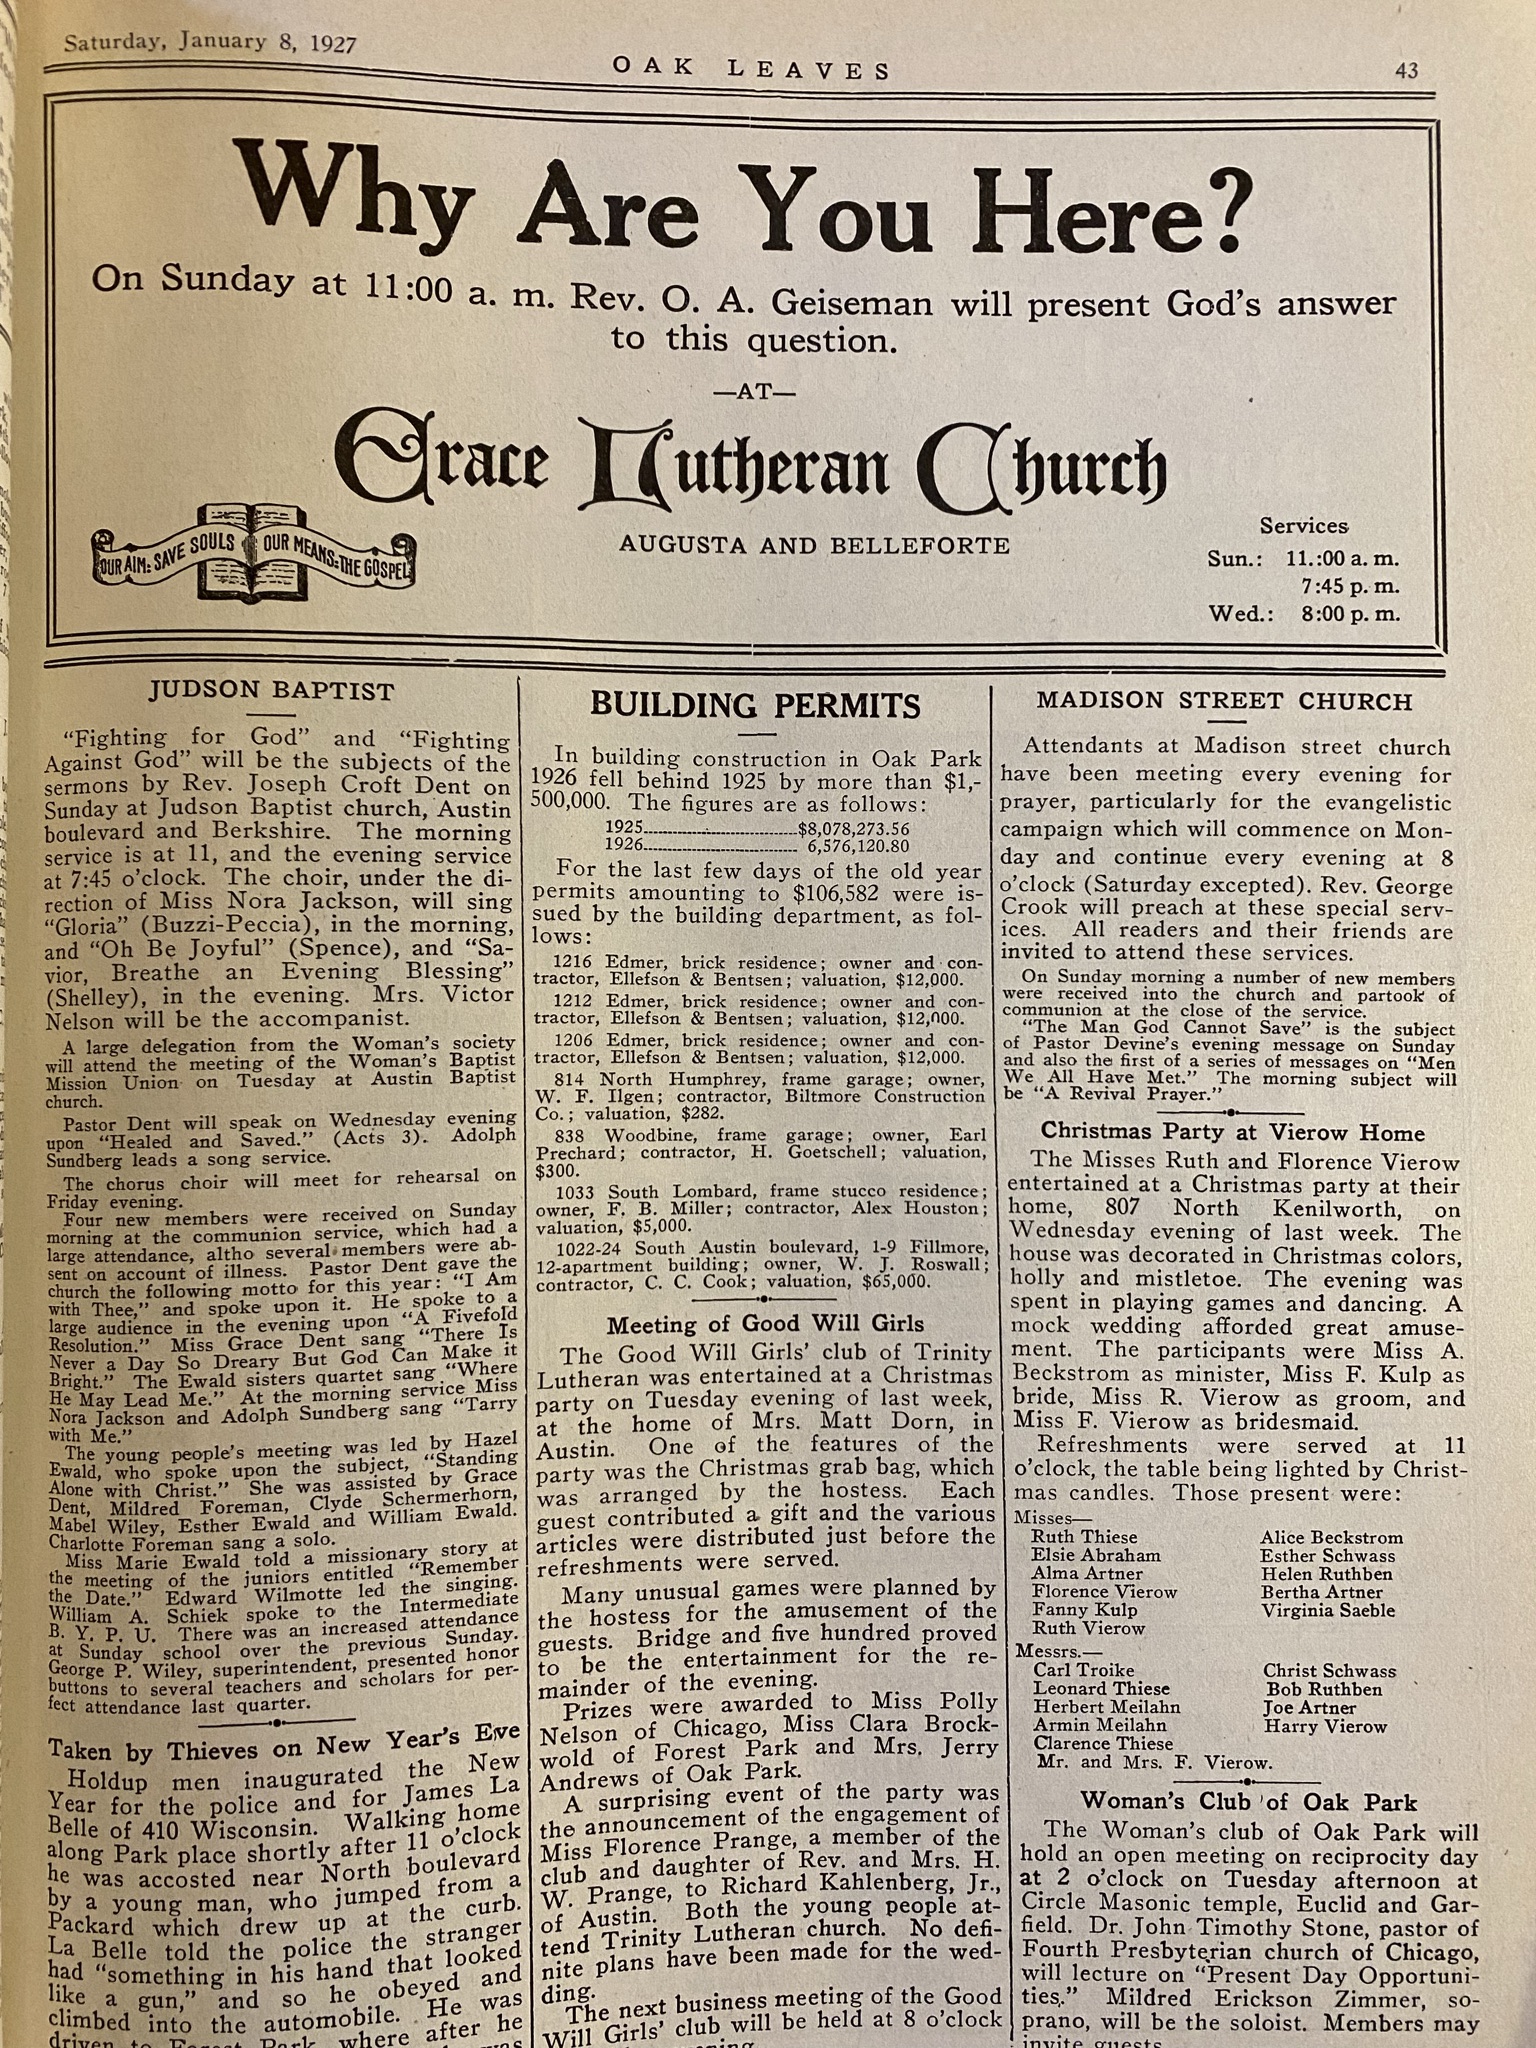 Saturday, January 8, 1927
OAK LEAVES
43
Why Are You Here?
On Sunday at 11:00 a. m. Rev. O. A. Geiseman will present God's answer
to this question.
—AT—
Grace Lutheran Church
OUR AIM: SAVE SOULS OUR MEANS: THE GOSPEL
AUGUSTA AND BELLEFORTE
Services
Sun.: 11.:00 a. m.
7:45 p. m.
Wed.: 8:00 p. m.
JUDSON BAPTIST
"Fighting for God" and "Fighting
Against God" will be the subjects of the
sermons by Rev. Joseph Croft Dent on
Sunday at Judson Baptist church, Austin
boulevard and Berkshire. The morning
service is at 11, and the evening service
at 7:45 o'clock. The choir, under the di-
rection of Miss Nora Jackson, will sing
"Gloria" (Buzzi-Peccia), in the morning,
and "Oh Be Joyful" (Spence), and "Sa-
vior, Breathe an Evening Blessing"
(Shelley), in the evening. Mrs. Victor
Nelson will be the accompanist.
A large delegation from the Woman's society
will attend the meeting of the Woman's Baptist
Mission Union on Tuesday at Austin Baptist
church.
Pastor Dent will speak on Wednesday evening
upon "Healed and Saved." (Acts 3). Adolph
Sundberg leads a song service.
The chorus choir will meet for rehearsal on
Friday evening.
Four new members were received on Sunday
morning at the communion service, which had a
large attendance, altho several members were ab-
sent on account of illness. Pastor Dent gave the
church the following motto for this year: "I Am
with Thee," and spoke upon it. He spoke to a
large audience in the evening upon "A Fivefold
Resolution." Miss Grace Dent sang "There Is
Never a Day So Dreary But God Can Make it
Bright." The Ewald sisters quartet sang "Where
He May Lead Me." At the morning service Miss
Nora Jackson and Adolph Sundberg sang "Tarry
with Me."
The young people's meeting was led by Hazel
Ewald, who spoke upon the subject, "Standing
Alone with Christ." She was assisted by Grace
Dent, Mildred Foreman, Clyde Schermerhorn,
Mabel Wiley, Esther Ewald and William Ewald.
Charlotte Foreman sang a solo.
Miss Marie Ewald told a missionary story at
the meeting of the juniors entitled "Remember
the Date." Edward Wilmotte led the singing.
William A. Schiek spoke to the Intermediate
B. Y. P. U. There was an increased attendance
at Sunday school over the previous Sunday.
George P. Wiley, superintendent, presented honor
buttons to several teachers and scholars for per-
fect attendance last quarter.
Taken by Thieves on New Year's Eve
Holdup men inaugurated the New
Year for the police and for James La
Belle of 410 Wisconsin. Walking home
along Park place shortly after 11 o'clock
he was accosted near North boulevard
by a young man, who jumped from a
Packard which drew up at the curb.
La Belle told the police the stranger
had "something in his hand that looked
like a gun," and so he obeyed and
climbed into the automobile. He was
driven to Forest Park, where after he
BUILDING PERMITS
In building construction in Oak Park
1926 fell behind 1925 by more than $1,-
500,000. The figures are as follows:
1925 $8,078,273.56
1926 6,576,120.80
For the last few days of the old year
permits amounting to $106,582 were is-
sued by the building department, as fol-
lows:
1216 Edmer, brick residence; owner and con-
tractor, Ellefson & Bentsen; valuation, $12,000.
1212 Edmer, brick residence; owner and con-
tractor, Ellefson & Bentsen; valuation, $12,000.
1206 Edmer, brick residence; owner and con-
tractor, Ellefson & Bentsen; valuation, $12,000.
814 North Humphrey, frame garage; owner,
W. F. Ilgen; contractor, Biltmore Construction
Co.; valuation, $282.
838 Woodbine, frame garage; owner, Earl
Prechard; contractor, H. Goetschell; valuation,
$300.
1033 South Lombard, frame stucco residence;
owner, F. B. Miller; contractor, Alex Houston;
valuation, $5,000.
1022-24 South Austin boulevard, 1-9 Fillmore,
12-apartment building; owner, W. J. Roswall;
contractor, C. C. Cook; valuation, $65,000.
Meeting of Good Will Girls
The Good Will Girls' club of Trinity
Lutheran was entertained at a Christmas
party on Tuesday evening of last week,
at the home of Mrs. Matt Dorn, in
Austin. One of the features of the
party was the Christmas grab bag, which
was arranged by the hostess. Each
guest contributed a gift and the various
articles were distributed just before the
refreshments were served.
Many unusual games were planned by
the hostess for the amusement of the
guests. Bridge and five hundred proved
to be the entertainment for the re-
mainder of the evening.
Prizes were awarded to Miss Polly
Nelson of Chicago, Miss Clara Brock-
wold of Forest Park and Mrs. Jerry
Andrews of Oak Park.
A surprising event of the party was
the announcement of the engagement of
Miss Florence Prange, a member of the
club and daughter of Rev. and Mrs. H.
W. Prange, to Richard Kahlenberg, Jr.,
of Austin. Both the young people at-
tend Trinity Lutheran church. No defi-
nite plans have been made for the wed-
ding.
The next business meeting of the Good
Will Girls' club will be held at 8 o'clock
MADISON STREET CHURCH
Attendants at Madison street church
have been meeting every evening for
prayer, particularly for the evangelistic
campaign which will commence on Mon-
day and continue every evening at 8
o'clock (Saturday excepted). Rev. George
Crook will preach at these special serv-
ices. All readers and their friends are
invited to attend these services.
On Sunday morning a number of new members
were received into the church and partook of
communion at the close of the service.
"The Man God Cannot Save" is the subject
of Pastor Devine's evening message on Sunday
and also the first of a series of messages on "Men
We All Have Met." The morning subject will
be "A Revival Prayer."
Christmas Party at Vierow Home
The Misses Ruth and Florence Vierow
entertained at a Christmas party at their
home, 807 North Kenilworth, on
Wednesday evening of last week. The
house was decorated in Christmas colors,
holly and mistletoe. The evening was
spent in playing games and dancing. A
mock wedding afforded great amuse-
ment. The participants were Miss A.
Beckstrom as minister, Miss F. Kulp as
bride, Miss R. Vierow as groom, and
Miss F. Vierow as bridesmaid.
Refreshments were served at 11
o'clock, the table being lighted by Christ-
mas candles. Those present were:
Misses—
Ruth Thiese Alice Beckstrom
Elsie Abraham Esther Schwass
Alma Artner Helen Ruthben
Florence Vierow Bertha Artner
Fanny Kulp Virginia Saeble
Ruth Vierow
Messrs.—
Carl Troike Christ Schwass
Leonard Thiese Bob Ruthben
Herbert Meilahn Joe Artner
Armin Meilahn Harry Vierow
Clarence Thiese
Mr. and Mrs. F. Vierow.
Woman's Club of Oak Park
The Woman's club of Oak Park will
hold an open meeting on reciprocity day
at 2 o'clock on Tuesday afternoon at
Circle Masonic temple, Euclid and Gar-
field. Dr. John Timothy Stone, pastor of
Fourth Presbyterian church of Chicago,
will lecture on "Present Day Opportuni-
ties." Mildred Erickson Zimmer, so-
prano, will be the soloist. Members may
invite guests.